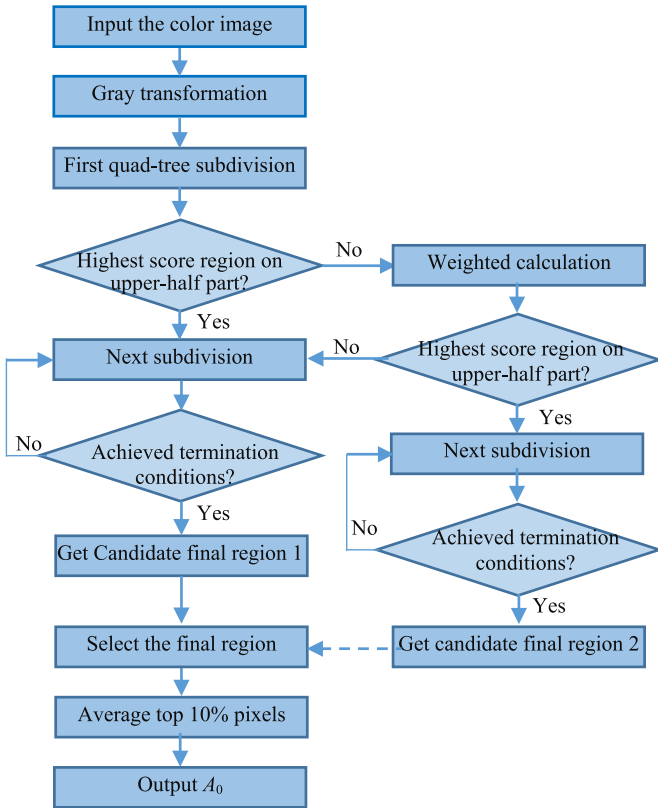 Input the color image
Gray transformation
First quad-tree subdivision
Highest score region on
upper-half part?
No
Weighted calculation
Yes
Next subdivision
No
Highest score region on
upper-half part?
Yes
No
Achieved termination
conditions?
Next subdivision
Yes
No
Get Candidate final region 1
Achieved termination
conditions?
Yes
Select the final region
Get candidate final region 2
Average top 10% pixels
Output A₀